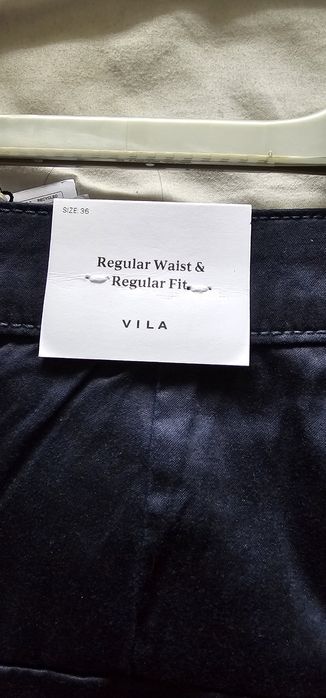 SIZE: 36
Regular Waist &
Regular Fit
VILA